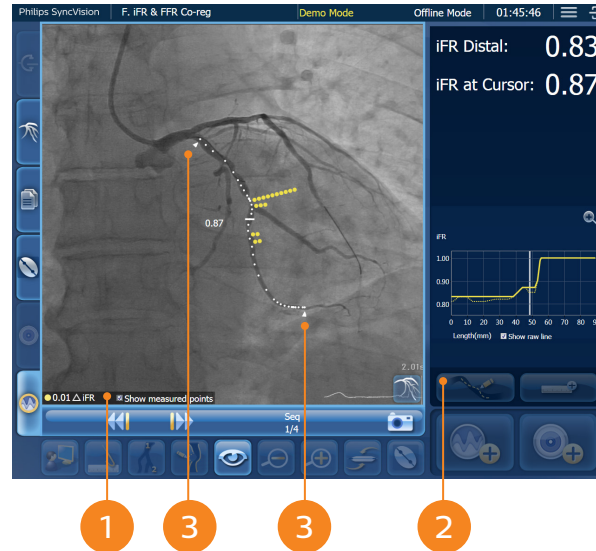 Philips SyncVision F. iFR & FFR Co-reg Demo Mode Offline Mode 01:45:46
iFR Distal: 0.83
iFR at Cursor: 0.87
0.87
iFR
1.00
0.90
0.80
0 10 20 30 40 50 60 70 80
Length(mm) Show raw line
2.01
0.01 △ iFR Show measured points
Seq
1/4
2
1 3 3 2